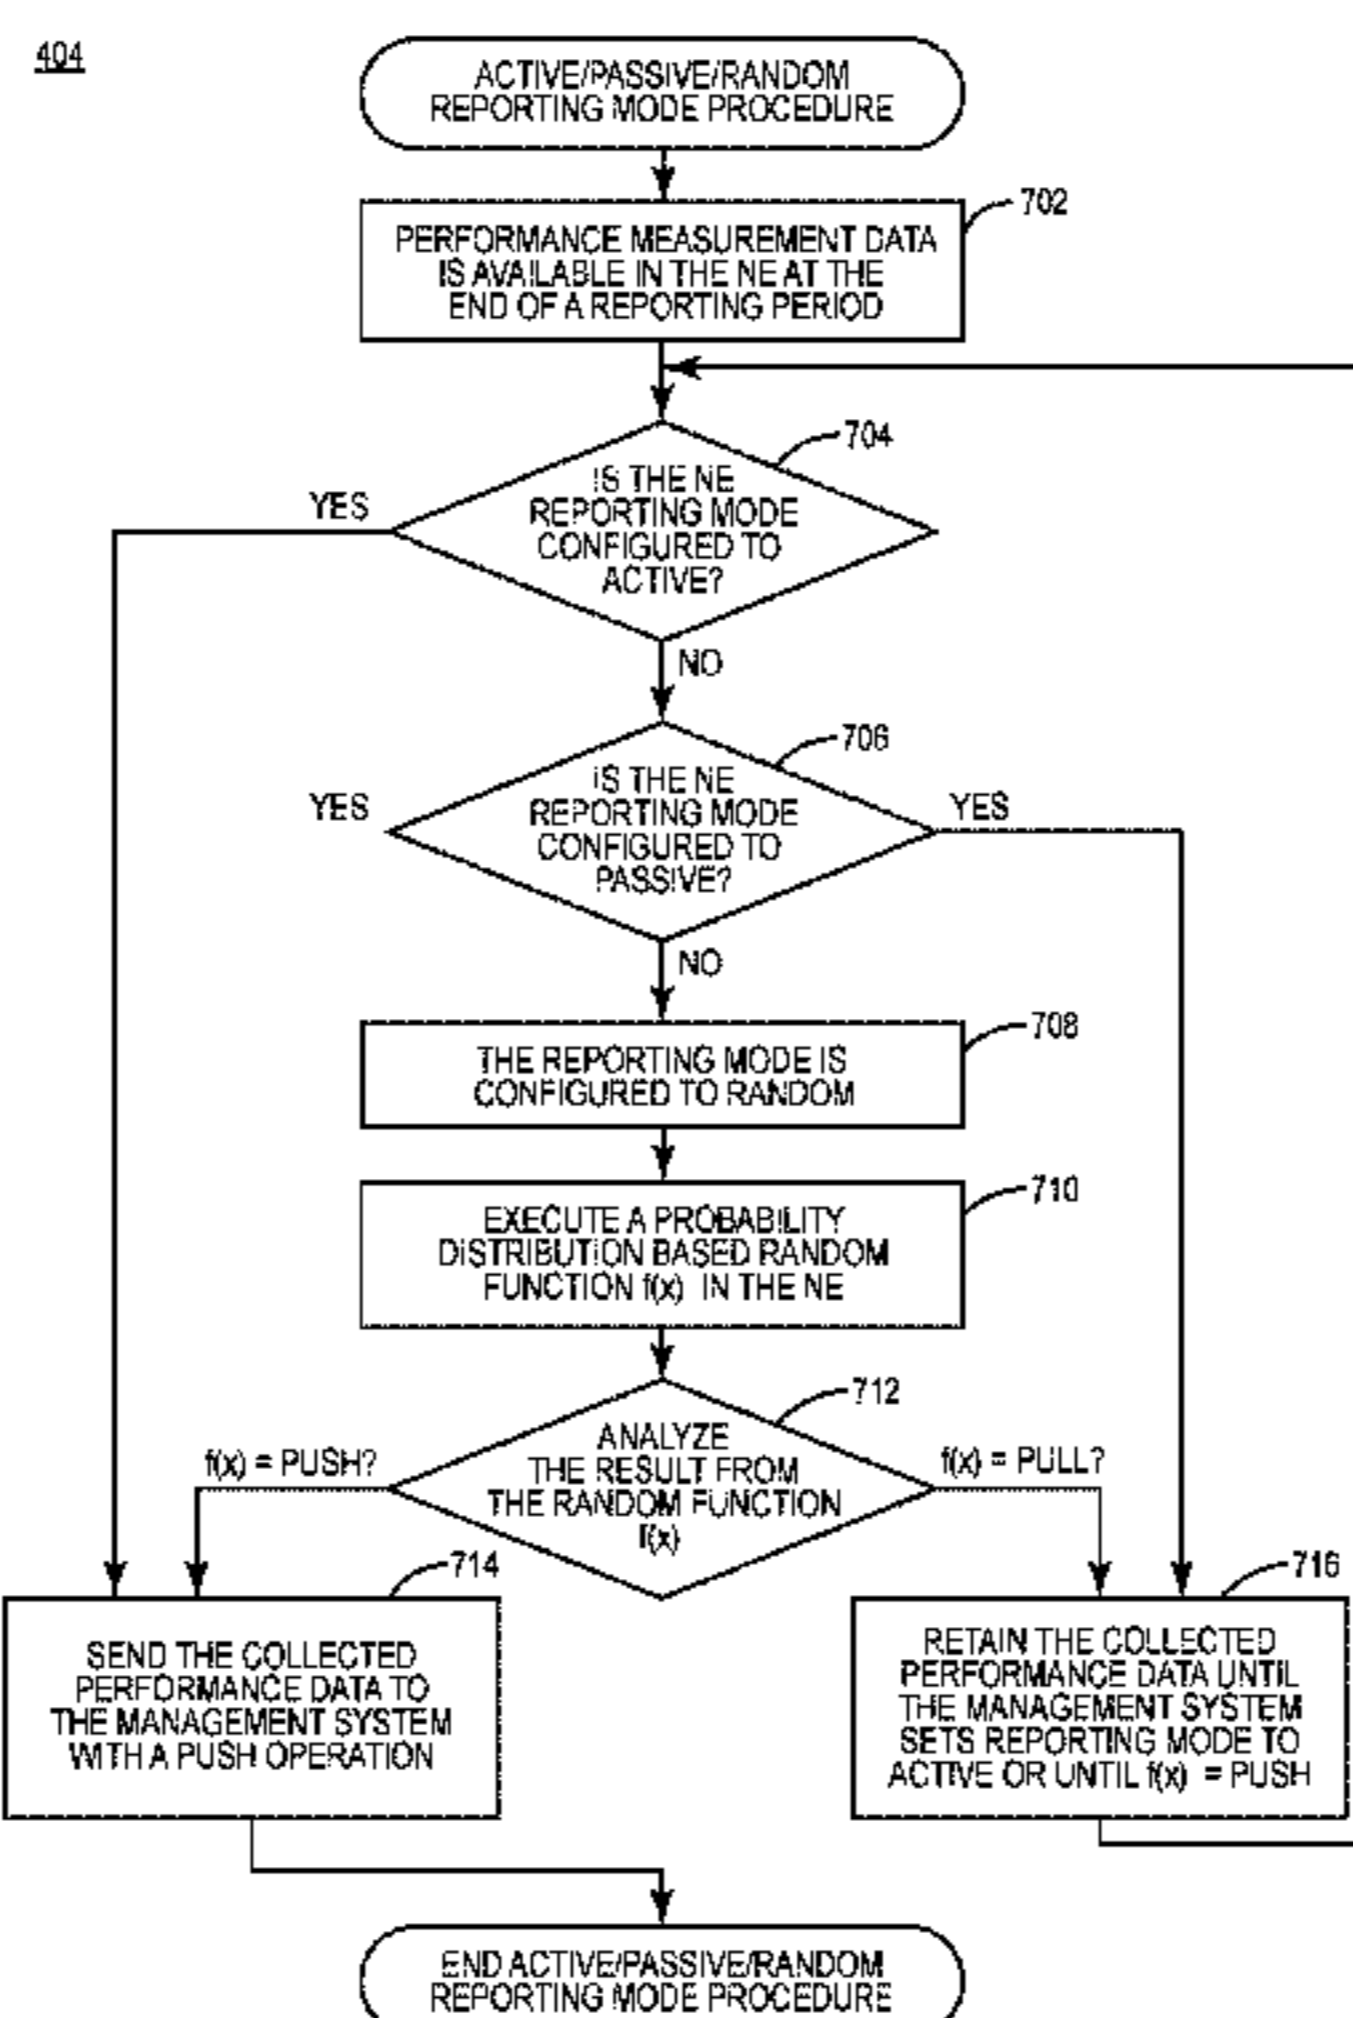 404
ACTIVE/PASSIVE/RANDOM
REPORTING MODE PROCEDURE
702
PERFORMANCE MEASUREMENT DATA
IS AVAILABLE IN THE NE AT THE
END OF A REPORTING PERIOD
704
IS THE NE
REPORTING MODE
CONFIGURED TO
ACTIVE?
YES
NO
706
IS THE NE
REPORTING MODE
CONFIGURED TO
PASSIVE?
YES
YES
NO
708
THE REPORTING MODE IS
CONFIGURED TO RANDOM
710
EXECUTE A PROBABILITY
DISTRIBUTION BASED RANDOM
FUNCTION f(x) IN THE NE
712
ANALYZE
THE RESULT FROM
THE RANDOM FUNCTION
f(x)
f(x) = PUSH?
f(x) = PULL?
714
SEND THE COLLECTED
PERFORMANCE DATA TO
THE MANAGEMENT SYSTEM
WITH A PUSH OPERATION
716
RETAIN THE COLLECTED
PERFORMANCE DATA UNTIL
THE MANAGEMENT SYSTEM
SETS REPORTING MODE TO
ACTIVE OR UNTIL f(x) = PUSH
END ACTIVE/PASSIVE/RANDOM
REPORTING MODE PROCEDURE